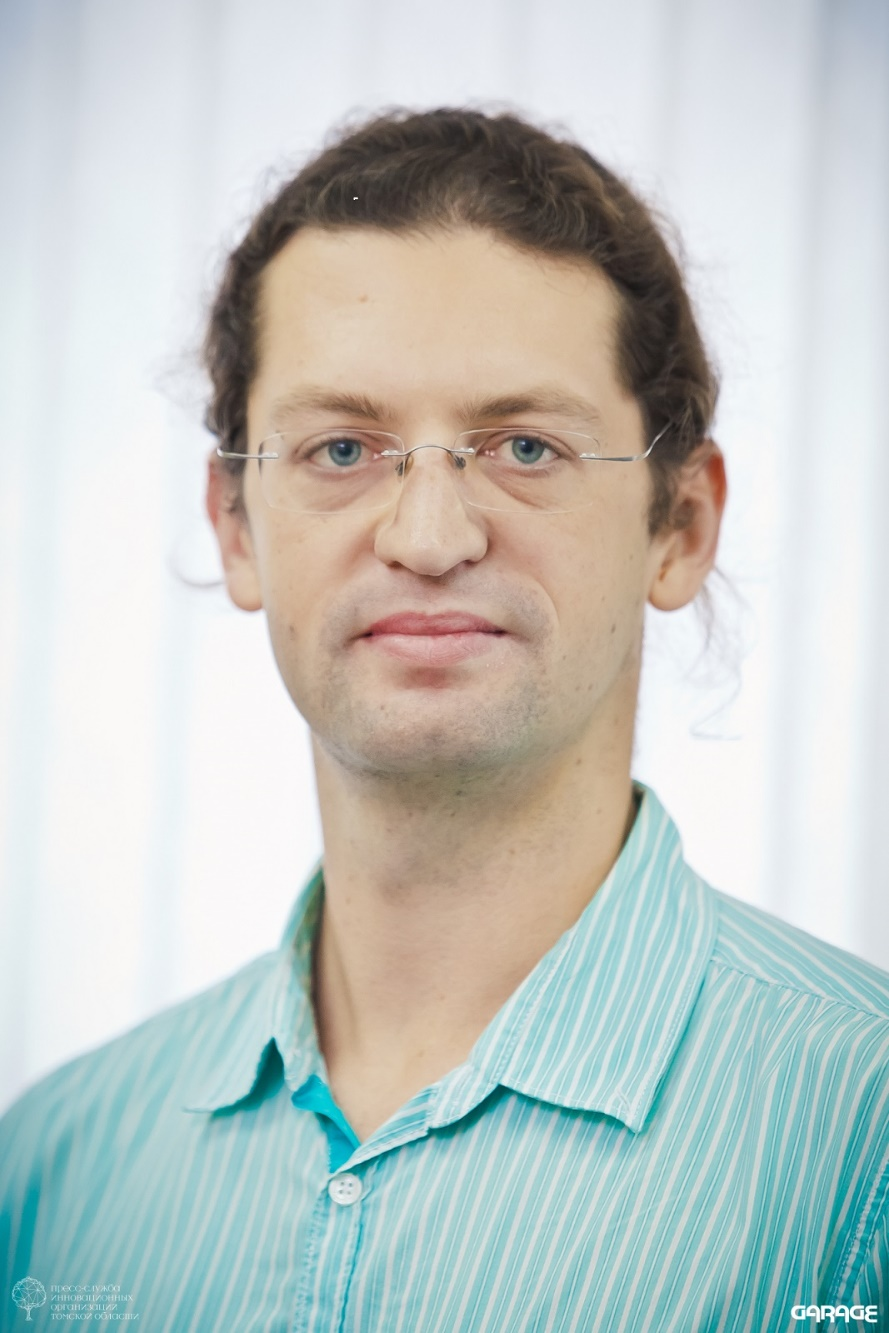 пресс-служба
инновационных
организаций
томской области
GARAGE